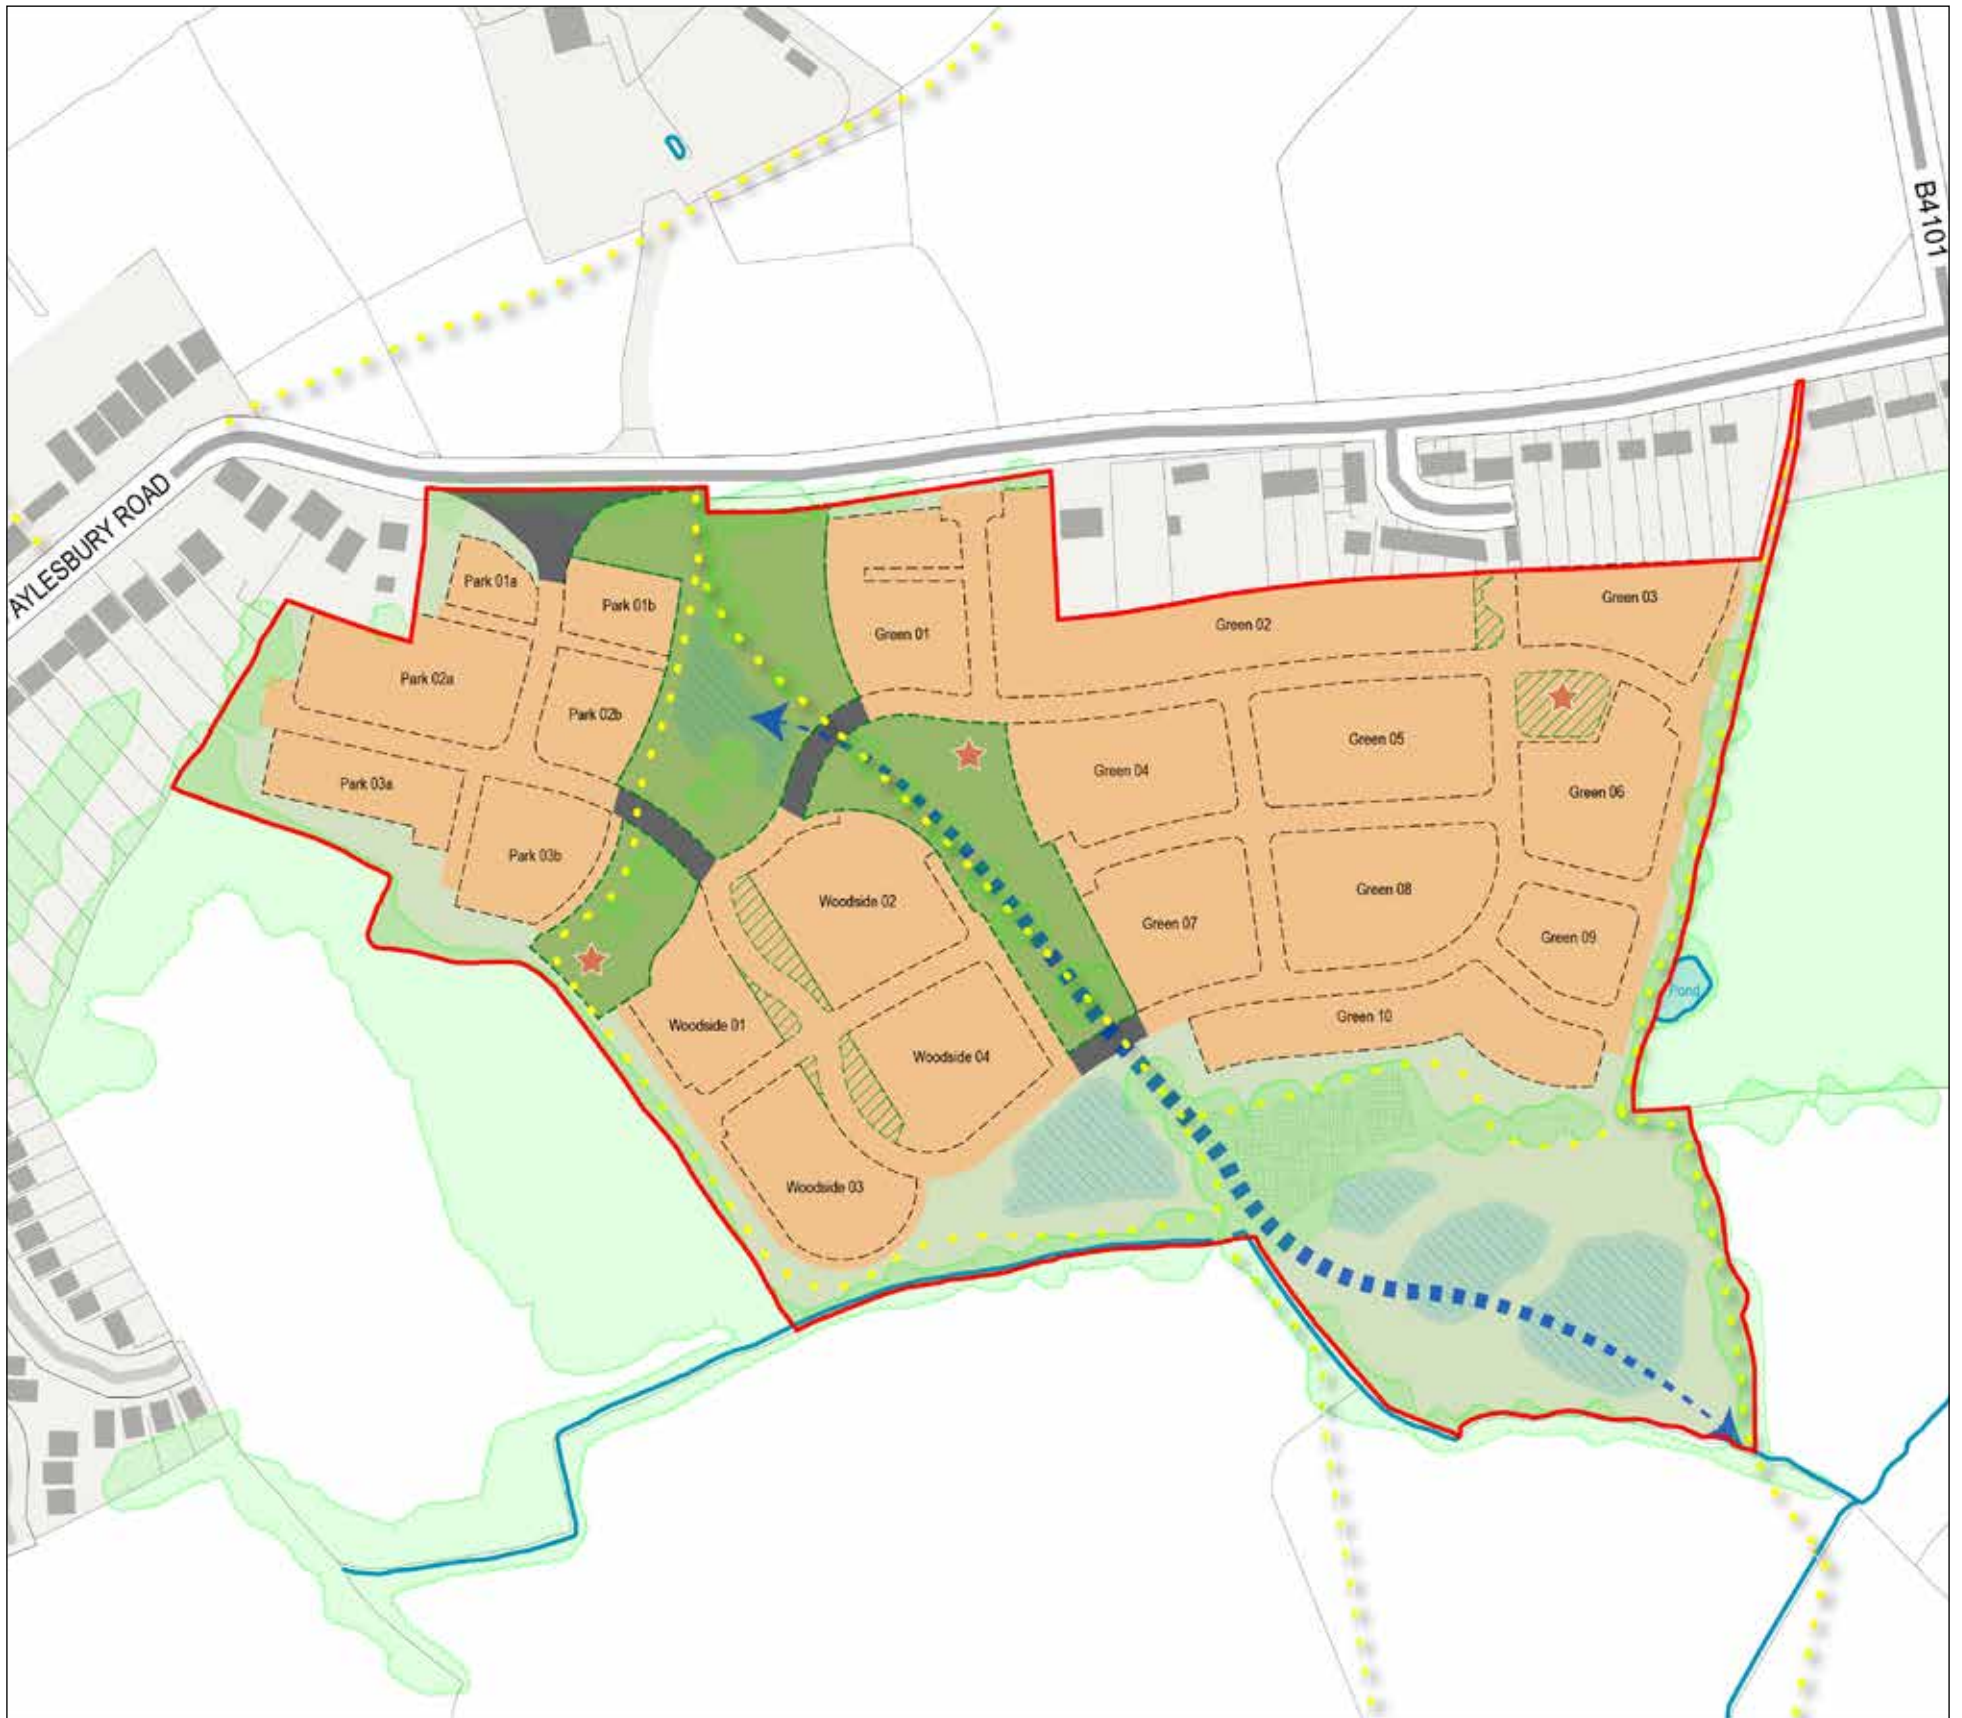 B4101
AYLESBURY ROAD
Park 01a
Park 01b
Green 01
Green 02
Green 03
Park 02a
Park 02b
Green 04
Green 05
Green 06
Park 03a
Park 03b
Woodside 02
Green 07
Green 08
Green 09
Pond
Woodside 01
Green 10
Woodside 04
Woodside 03